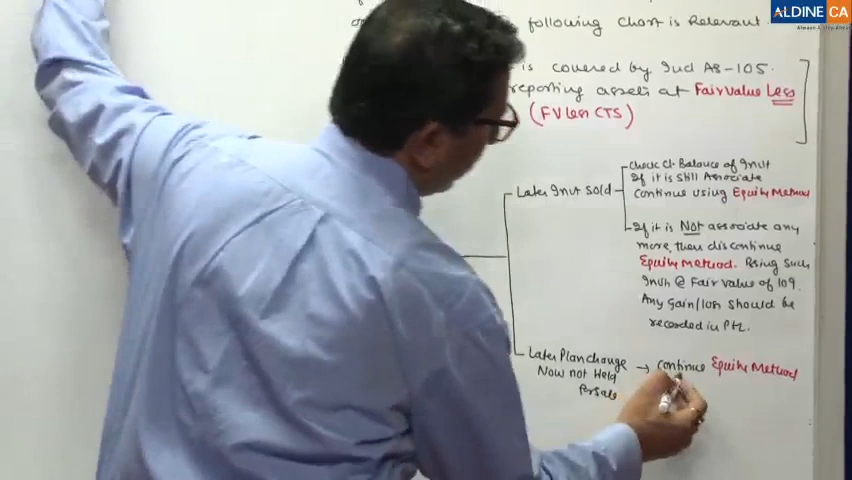 ALDINE CA
following chart is Relevant.
is covered by Ind AS-105.
reporting assets at Fair Value Less
(FV Less CTS)
Check Cl. Balance of Invt
Later Invt Sold
If it is still Associate
continue using Equity Method
If it is Not associate any
more, then discontinue
Equity Method. Bring such
Invt @ Fair Value of 109.
Any Gain/loss should be
recorded in P&L.
Later Plan change → continue Equity Method
Now not Held
for sale